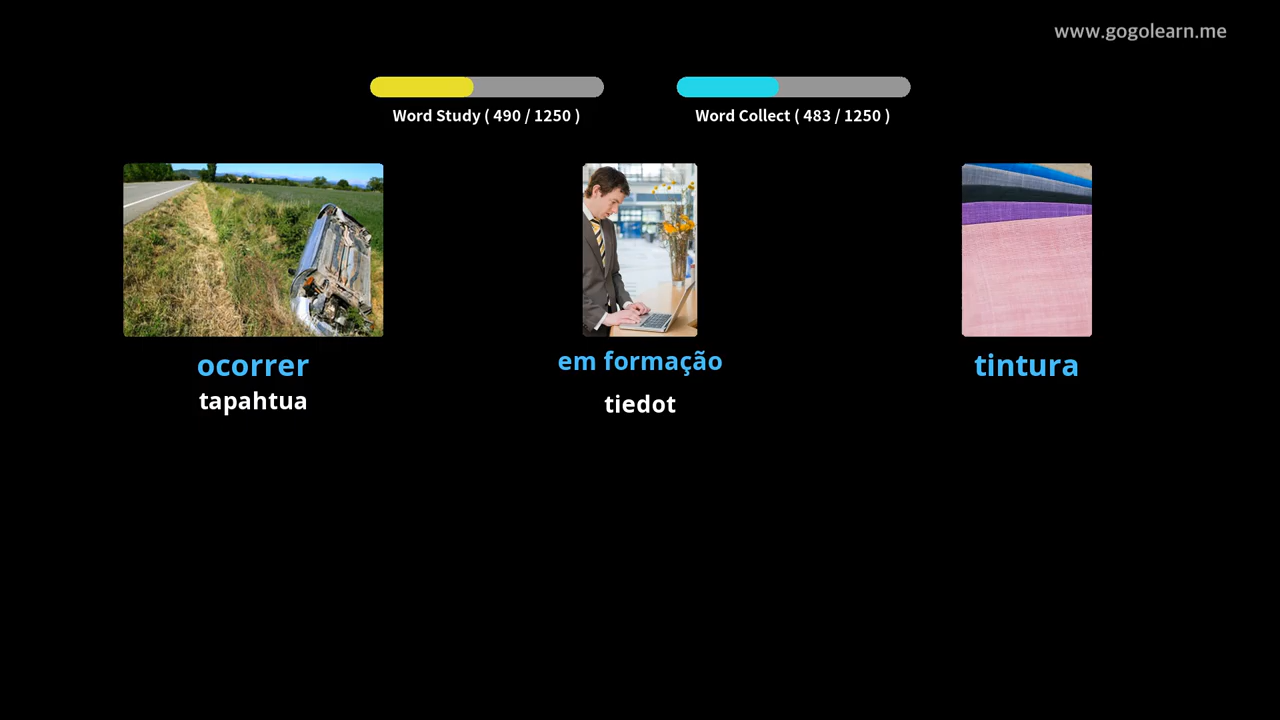 www.gogolearn.me
Word Study ( 490 / 1250 )
Word Collect ( 483 / 1250 )
ocorrer
tapahtua
em formação
tiedot
tintura